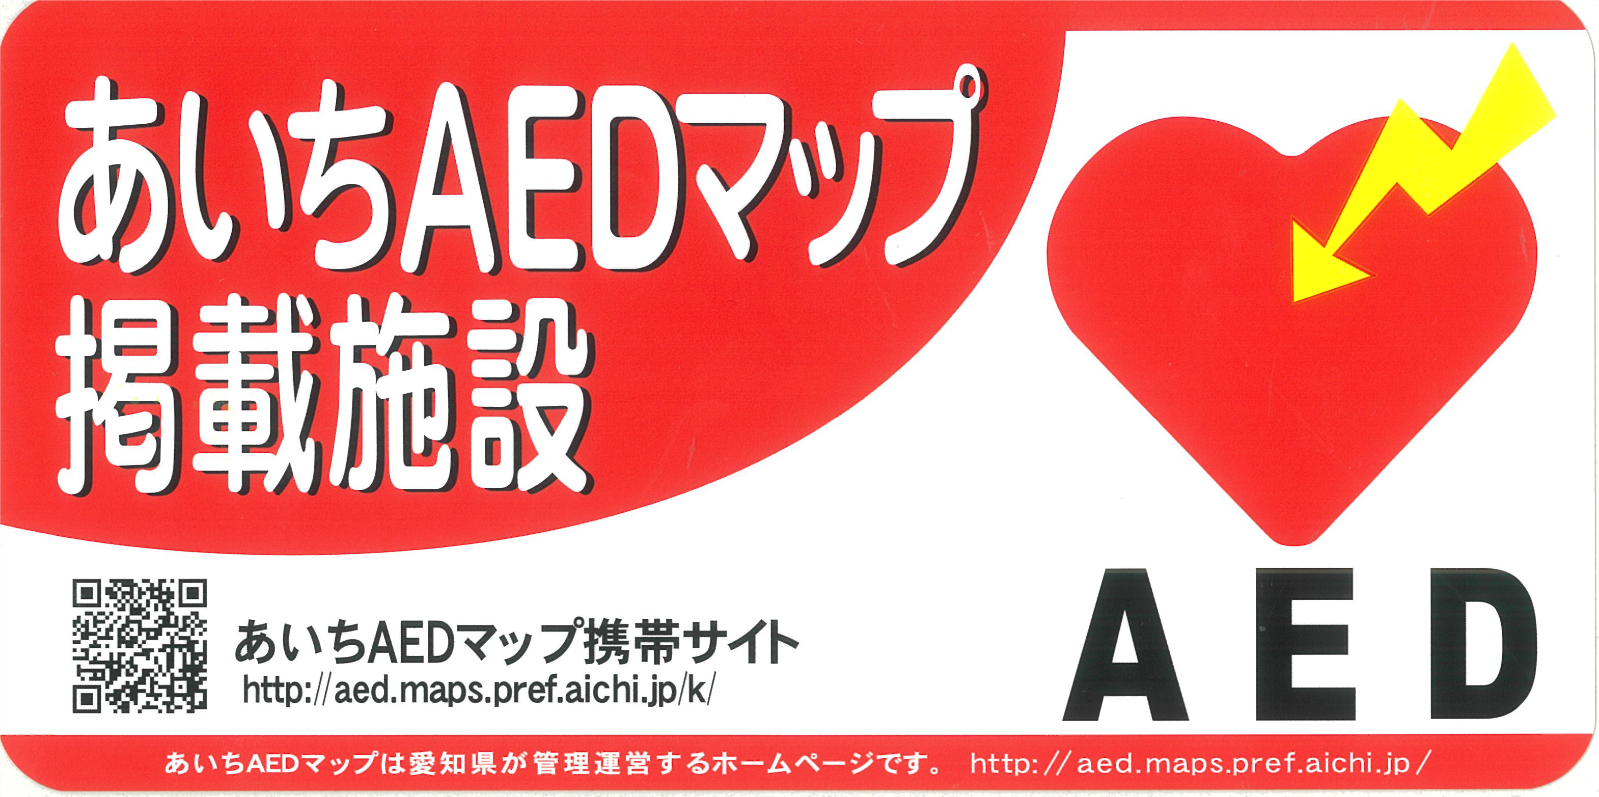 あいちAEDマップ
掲載施設
AED
あいちAEDマップ携帯サイト
http://aed.maps.pref.aichi.jp/k/
あいちAEDマップは愛知県が管理運営するホームページです。 http://aed.maps.pref.aichi.jp/